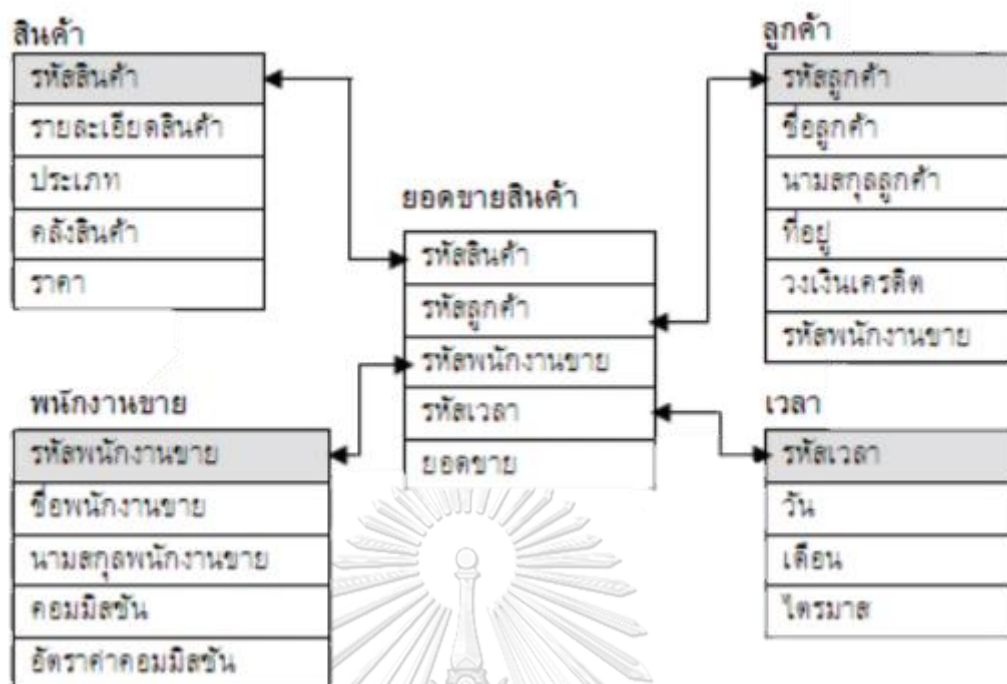 สินค้า
รหัสสินค้า
รายละเอียดสินค้า
ประเภท
คลังสินค้า
ราคา
ลูกค้า
รหัสลูกค้า
ชื่อลูกค้า
นามสกุลลูกค้า
ที่อยู่
วงเงินเครดิต
รหัสพนักงานขาย
ยอดขายสินค้า
รหัสสินค้า
รหัสลูกค้า
รหัสพนักงานขาย
รหัสเวลา
ยอดขาย
พนักงานขาย
รหัสพนักงานขาย
ชื่อพนักงานขาย
นามสกุลพนักงานขาย
คอมมิสชัน
อัตราค่าคอมมิสชัน
เวลา
รหัสเวลา
วัน
เดือน
ไตรมาส